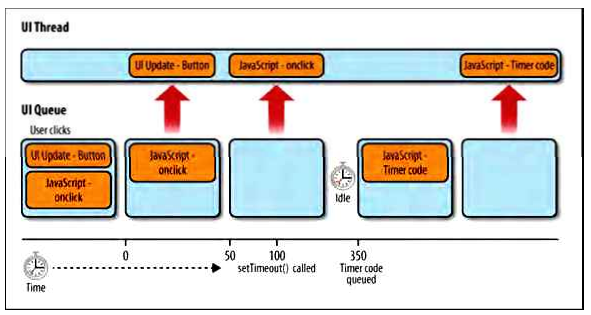 UI Thread
UI Update - Button
JavaScript - onclick
JavaScript - Timer code
UI Queue
User clicks
UI Update - Button
JavaScript -
onclick
JavaScript -
onclick
Idle
JavaScript -
Timer code
0
50
100
350
setTimeout() called
Timer code
queued
Time